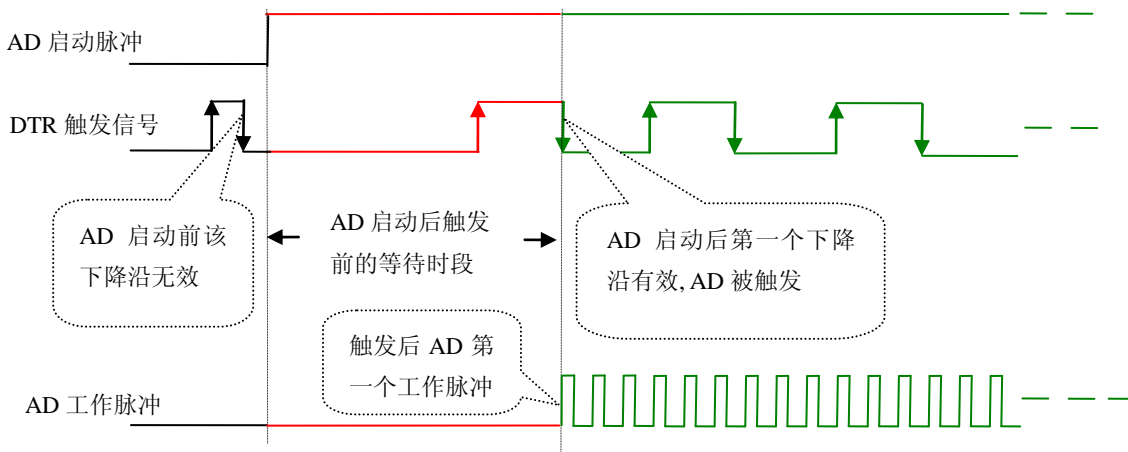 AD 启动脉冲
DTR 触发信号
AD 启动前该
下降沿无效
AD 启动后触发
前的等待时段
AD 启动后第一个下降
沿有效, AD 被触发
触发后 AD 第
一个工作脉冲
AD 工作脉冲